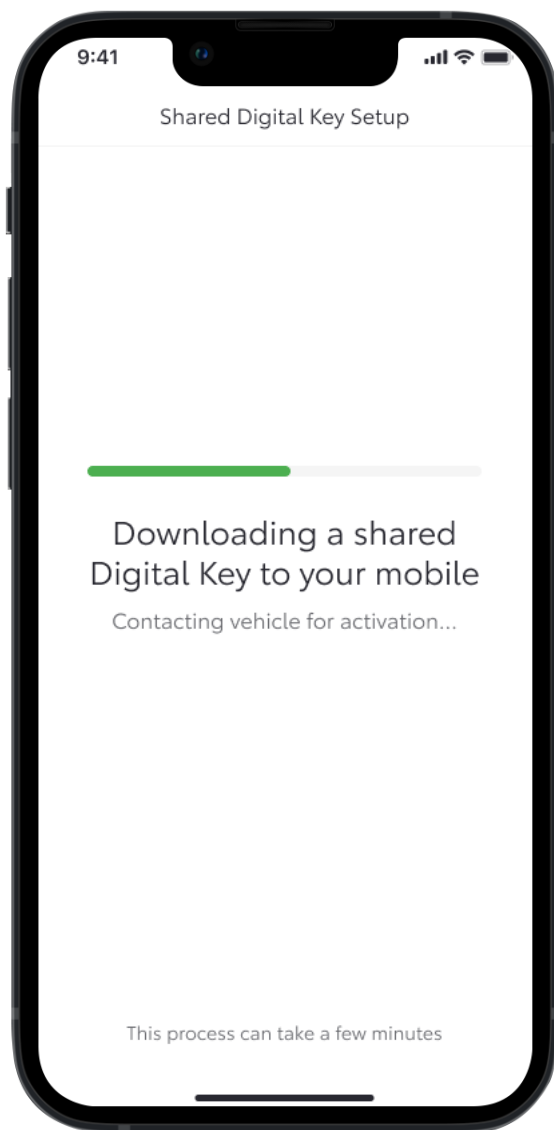 9:41
Shared Digital Key Setup
Downloading a shared
Digital Key to your mobile
Contacting vehicle for activation...
This process can take a few minutes